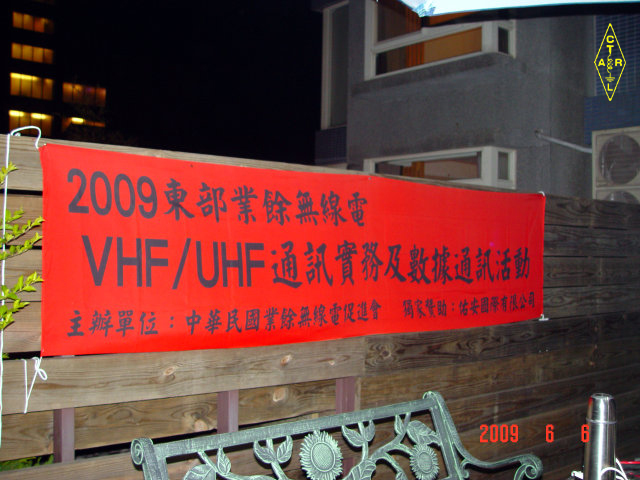 2009東部業餘無線電
VHF/UHF通訊實務及數據通訊活動
主辦單位：中華民國業餘無線電促進會 獨家贊助：佑安國際有限公司
CTARL
2009 6 6